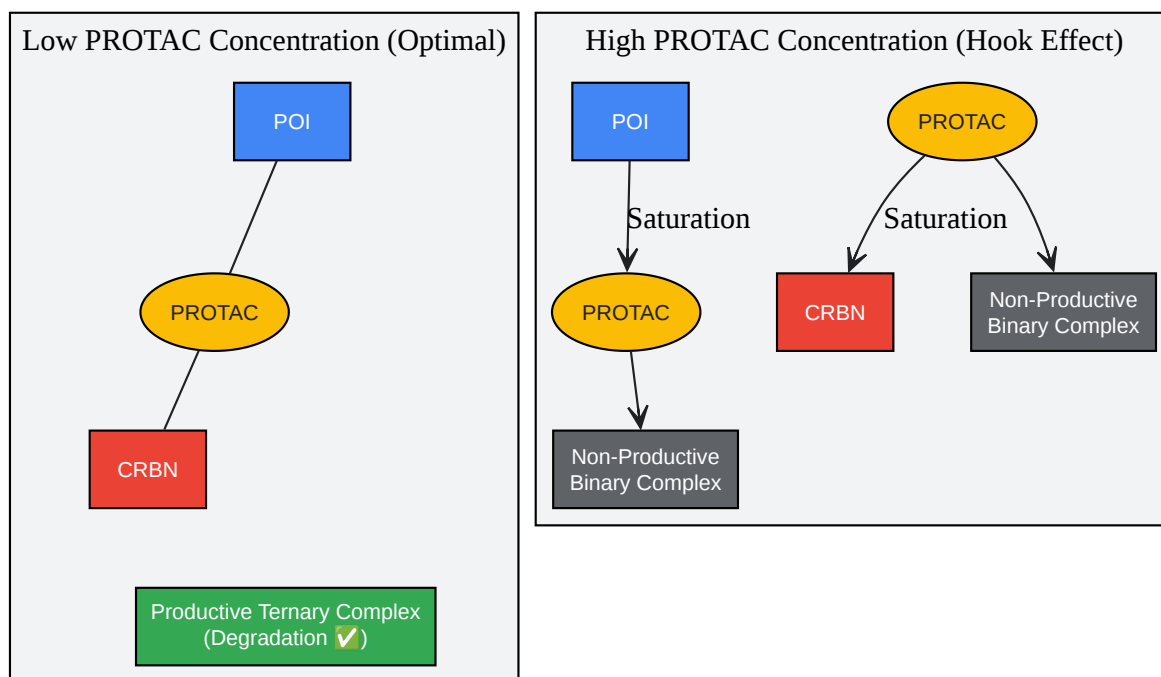 Low PROTAC Concentration (Optimal)
POI
PROTAC
CRBN
Productive Ternary Complex
(Degradation ✅)
High PROTAC Concentration (Hook Effect)
POI
PROTAC
Saturation
Saturation
PROTAC
CRBN
Non-Productive
Binary Complex
Non-Productive
Binary Complex